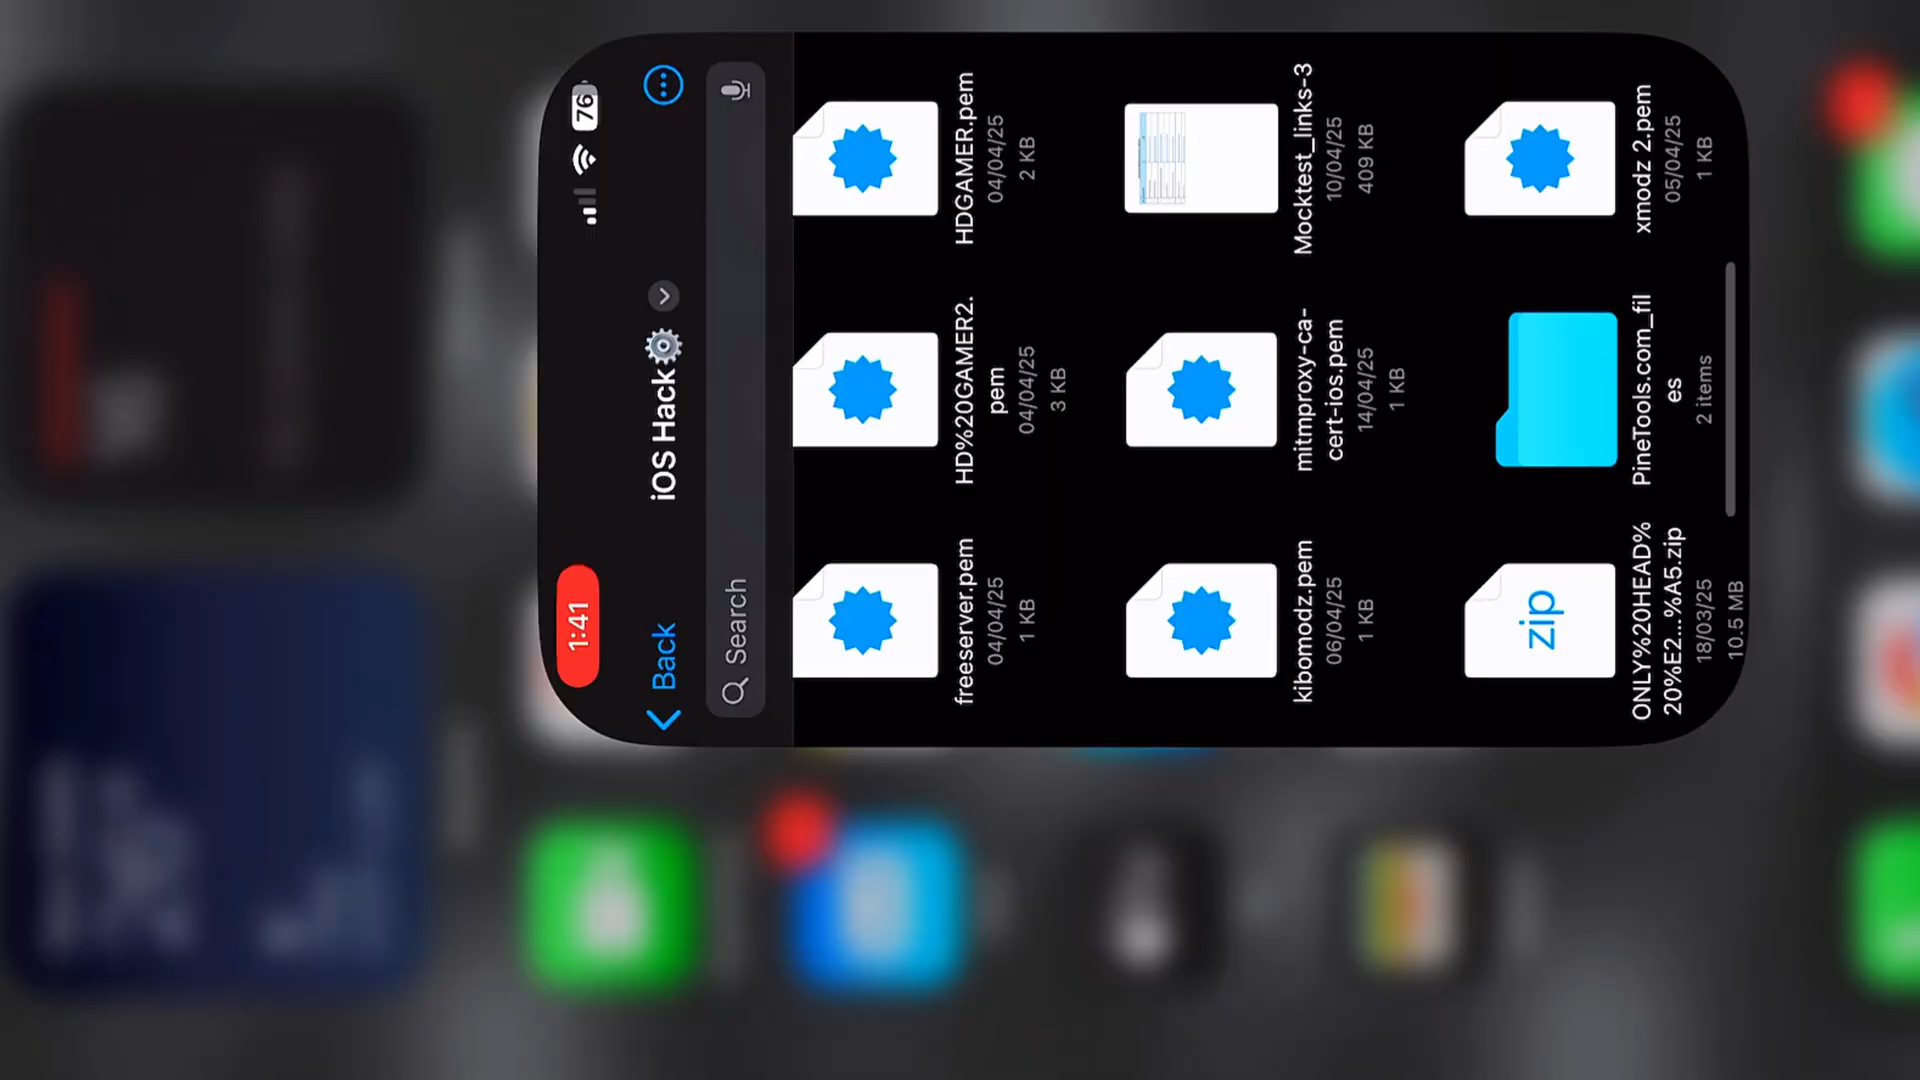 1:41
76
Back
iOS Hack⚙️
Search
freeserver.pem
04/04/25
1 KB
HD%20GAMER2.
pem
04/04/25
3 KB
HDGAMER.pem
04/04/25
2 KB
kibomodz.pem
06/04/25
1 KB
mitmproxy-ca-
cert-ios.pem
14/04/25
1 KB
Mocktest_links-3
10/04/25
409 KB
zip
ONLY%20HEAD%
20%E2...%A5.zip
18/03/25
10.5 MB
PineTools.com_fil
es
2 items
xmodz 2.pem
05/04/25
1 KB